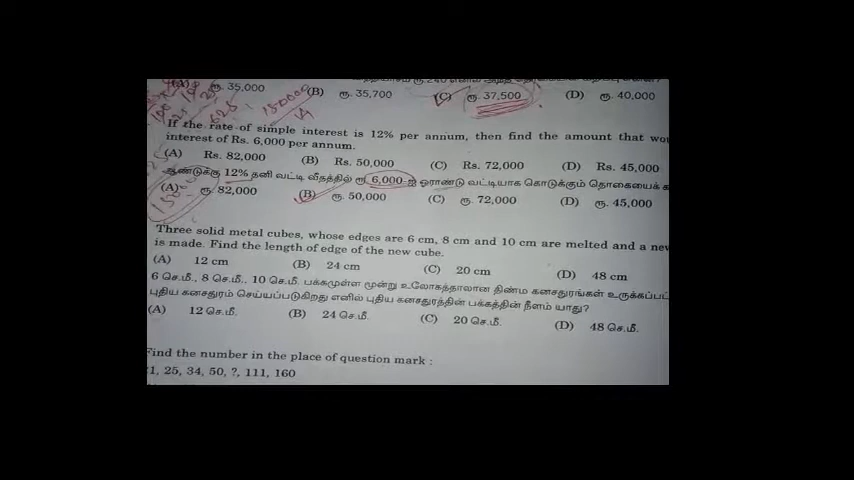 ரூ. 35,000 (B) ரூ. 35,700 (C) ரூ. 37,500 (D) ரூ. 40,000
150000
625
If the rate of simple interest is 12% per annum, then find the amount that
interest of Rs. 6,000 per annum.
(A) Rs. 82,000 (B) Rs. 50,000 (C) Rs. 72,000 (D) Rs. 45,000
ஆண்டுக்கு 12% தனி வட்டி வீதத்தில் ரூ 6,000-ஐ ஓராண்டு வட்டியாக கொடுக்கும் தொகையைக்
(A) ரூ. 82,000 (B) ரூ. 50,000 (C) ரூ. 72,000 (D) ரூ. 45,000
Three solid metal cubes, whose edges are 6 cm, 8 cm and 10 cm are melted and a new
is made. Find the length of edge of the new cube.
(A) 12 cm (B) 24 cm (C) 20 cm (D) 48 cm
6 செ.மீ., 8 செ.மீ., 10 செ.மீ. பக்கமுள்ள மூன்று உலோகத்தாலான திண்ம கனசதுரங்கள் உருக்கப்பட்
புதிய கனசதுரம் செய்யப்படுகிறது எனில் புதிய கனசதுரத்தின் பக்கத்தின் நீளம் யாது?
(A) 12 செ.மீ. (B) 24 செ.மீ. (C) 20 செ.மீ. (D) 48 செ.மீ.
Find the number in the place of question mark :
1, 25, 34, 50, ?, 111, 160